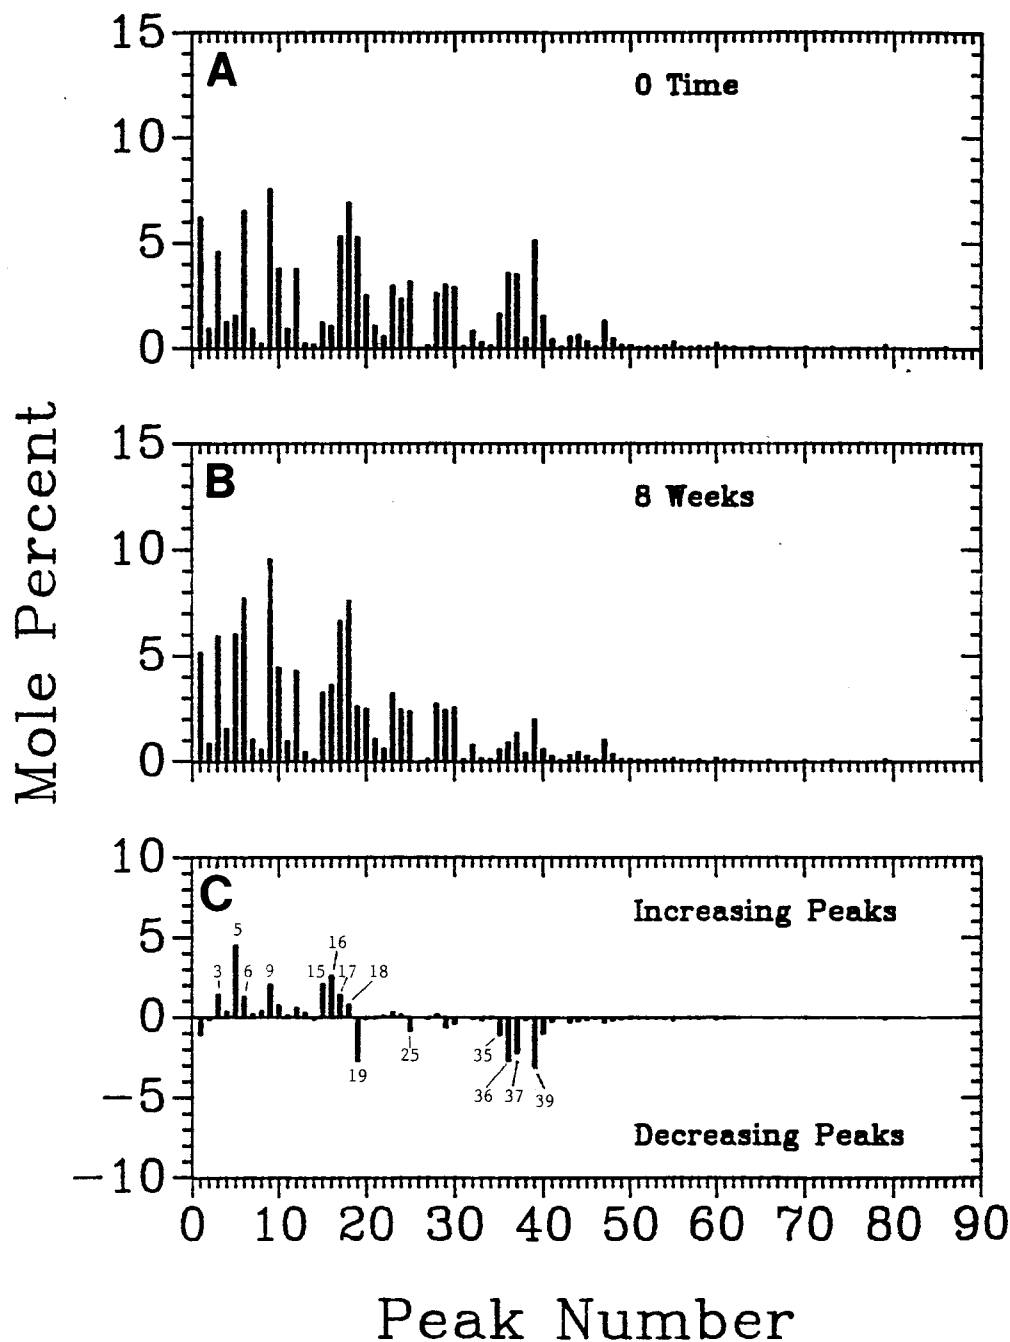 15
A
0 Time
10
5
0
15
B
8 Weeks
10
5
0
Mole Percent
10
C
Increasing Peaks
5
5
16
3
6
9
15
17
18
0
19
25
35
36
37
39
−5
Decreasing Peaks
−10
0 10 20 30 40 50 60 70 80 90
Peak Number